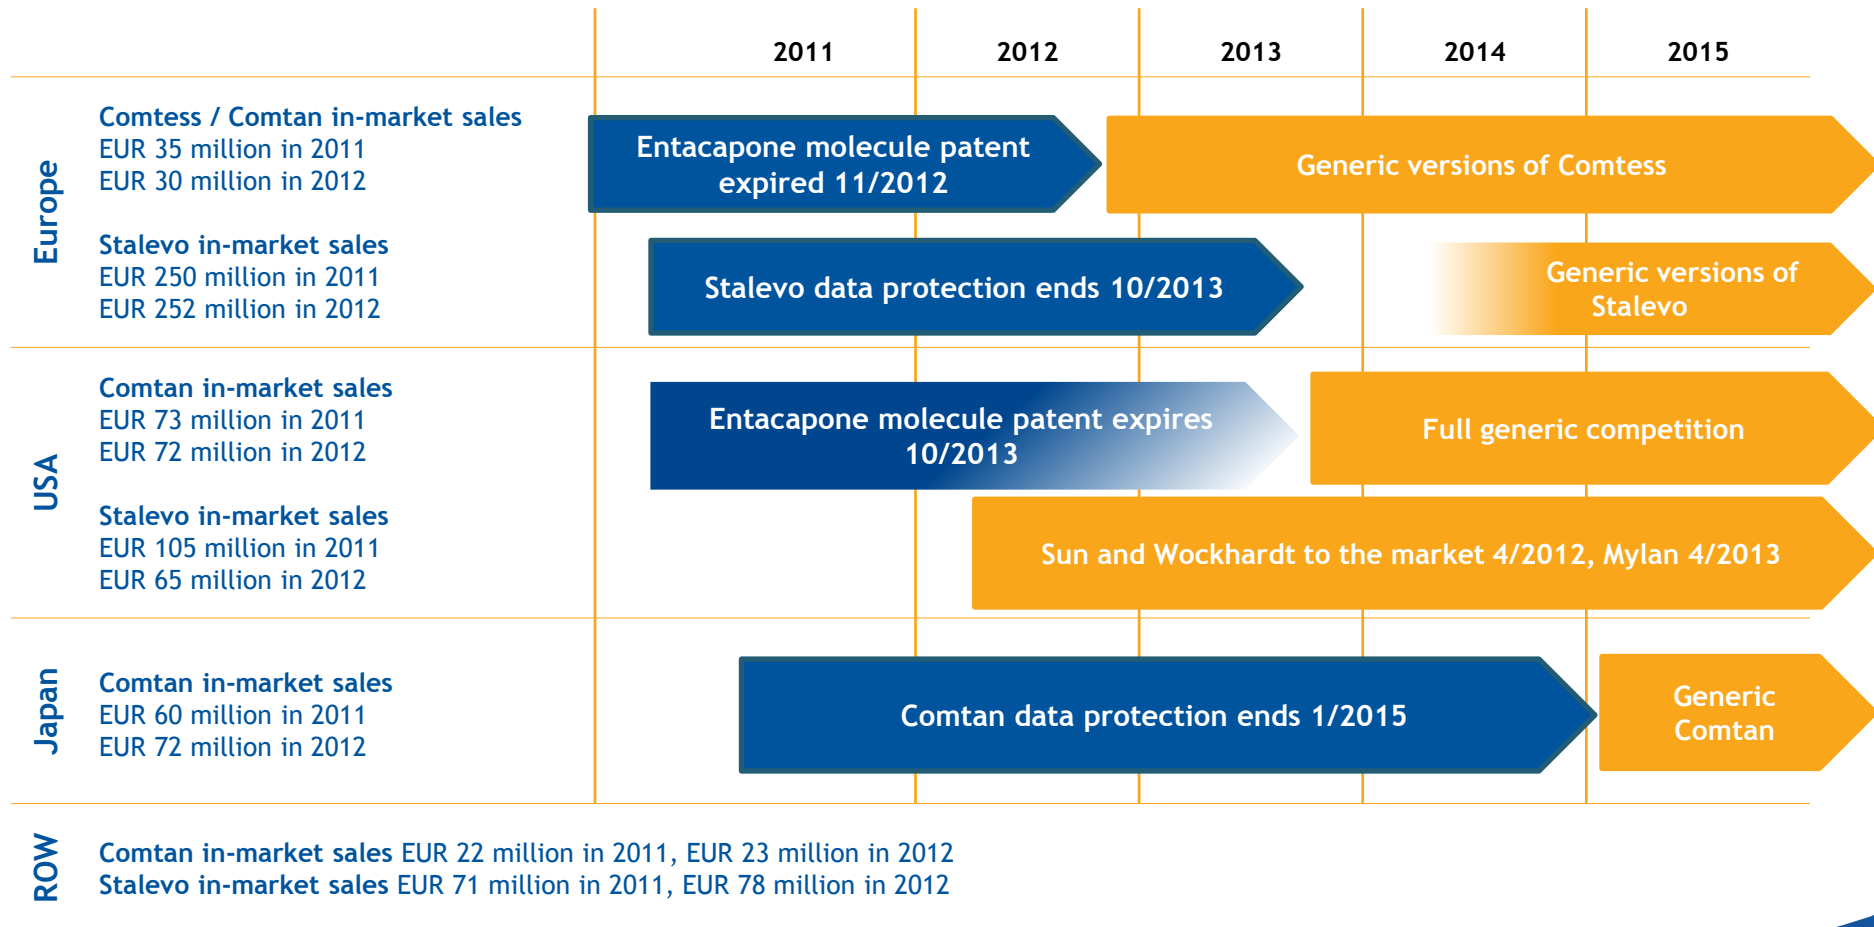 2011 2012 2013 2014 2015
Europe
Comtess / Comtan in-market sales
EUR 35 million in 2011
EUR 30 million in 2012
Entacapone molecule patent
expired 11/2012
Generic versions of Comtess
Stalevo in-market sales
EUR 250 million in 2011
EUR 252 million in 2012
Stalevo data protection ends 10/2013
Generic versions of
Stalevo
USA
Comtan in-market sales
EUR 73 million in 2011
EUR 72 million in 2012
Entacapone molecule patent expires
10/2013
Full generic competition
Stalevo in-market sales
EUR 105 million in 2011
EUR 65 million in 2012
Sun and Wockhardt to the market 4/2012, Mylan 4/2013
Japan
Comtan in-market sales
EUR 60 million in 2011
EUR 72 million in 2012
Comtan data protection ends 1/2015
Generic
Comtan
ROW
Comtan in-market sales EUR 22 million in 2011, EUR 23 million in 2012
Stalevo in-market sales EUR 71 million in 2011, EUR 78 million in 2012